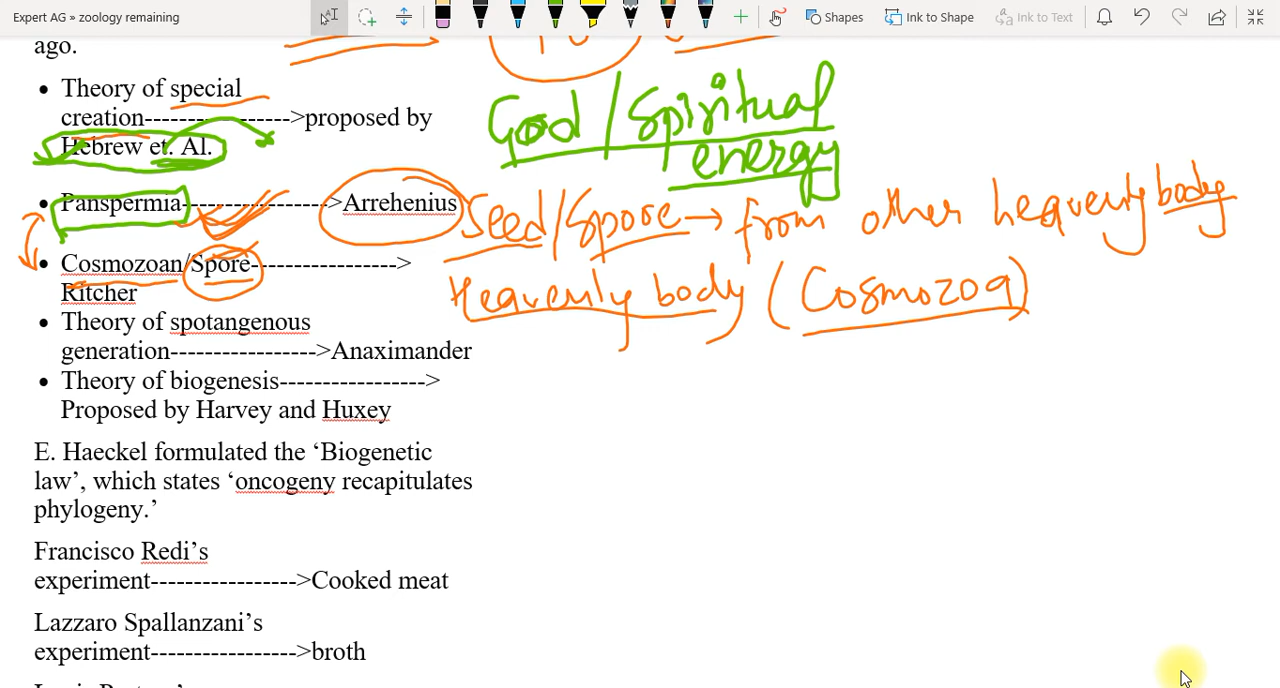 Expert AG » zoology remaining
Shapes
Ink to Shape
Ink to Text
ago.
• Theory of special
creation----------------->proposed by
Hebrew et. Al.
God / Spiritual
energy
• Panspermia----------------->Arrehenius
Seed/Spore → from other heavenly body
• Cosmozoan/Spore----------------->
Ritcher
Heavenly body (Cosmozoa)
• Theory of spotangenous
generation----------------->Anaximander
• Theory of biogenesis----------------->
Proposed by Harvey and Huxey
E. Haeckel formulated the ‘Biogenetic
law’, which states ‘oncogeny recapitulates
phylogeny.’
Francisco Redi’s
experiment----------------->Cooked meat
Lazzaro Spallanzani’s
experiment----------------->broth